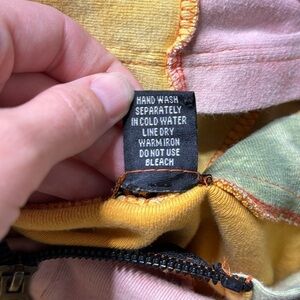 HAND WASH
SEPARATELY
IN COLD WATER
LINE DRY
WARM IRON
DO NOT USE
BLEACH